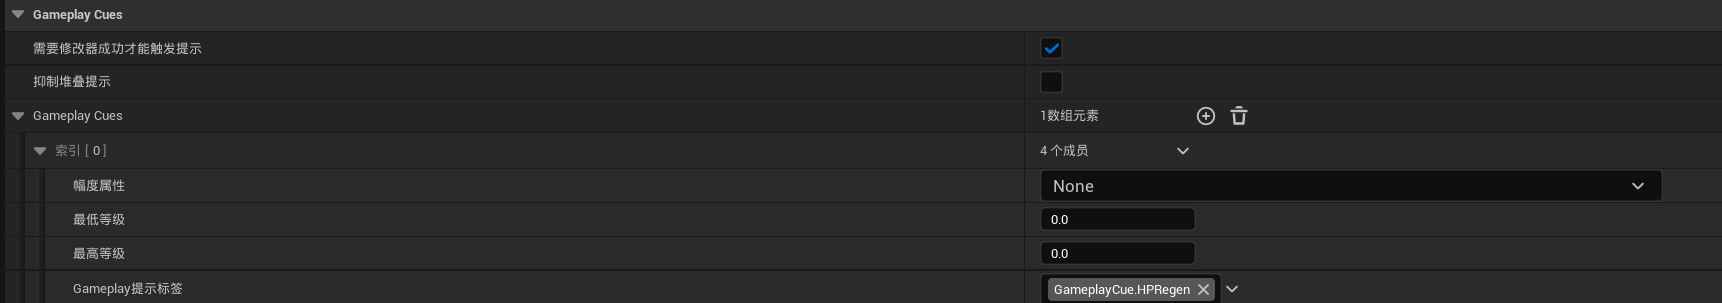 Gameplay Cues
需要修改器成功才能触发提示
抑制堆叠提示
Gameplay Cues 1数组元素
索引 [ 0 ] 4 个成员
幅度属性 None
最低等级 0.0
最高等级 0.0
Gameplay提示标签 GameplayCue.HPRegen